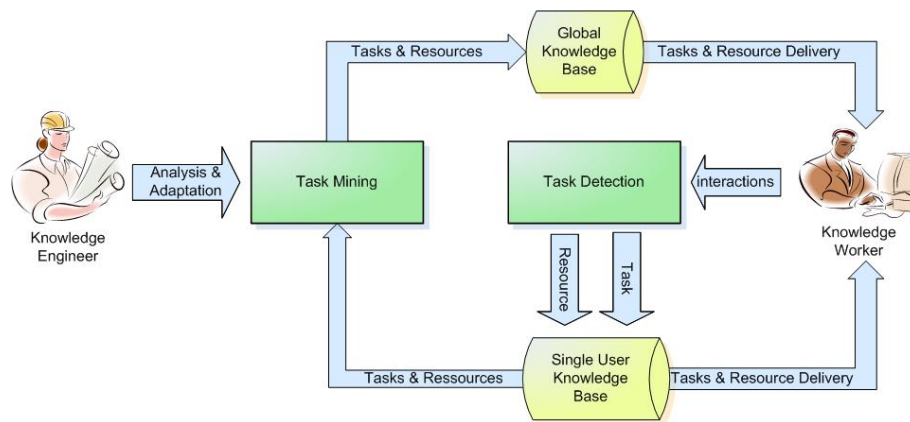 Tasks & Resources
Global
Knowledge
Base
Tasks & Resource Delivery
Analysis &
Adaptation
Task Mining
Task Detection
interactions
Knowledge
Engineer
Knowledge
Worker
Resource
Task
Tasks & Ressources
Single User
Knowledge
Base
Tasks & Resource Delivery